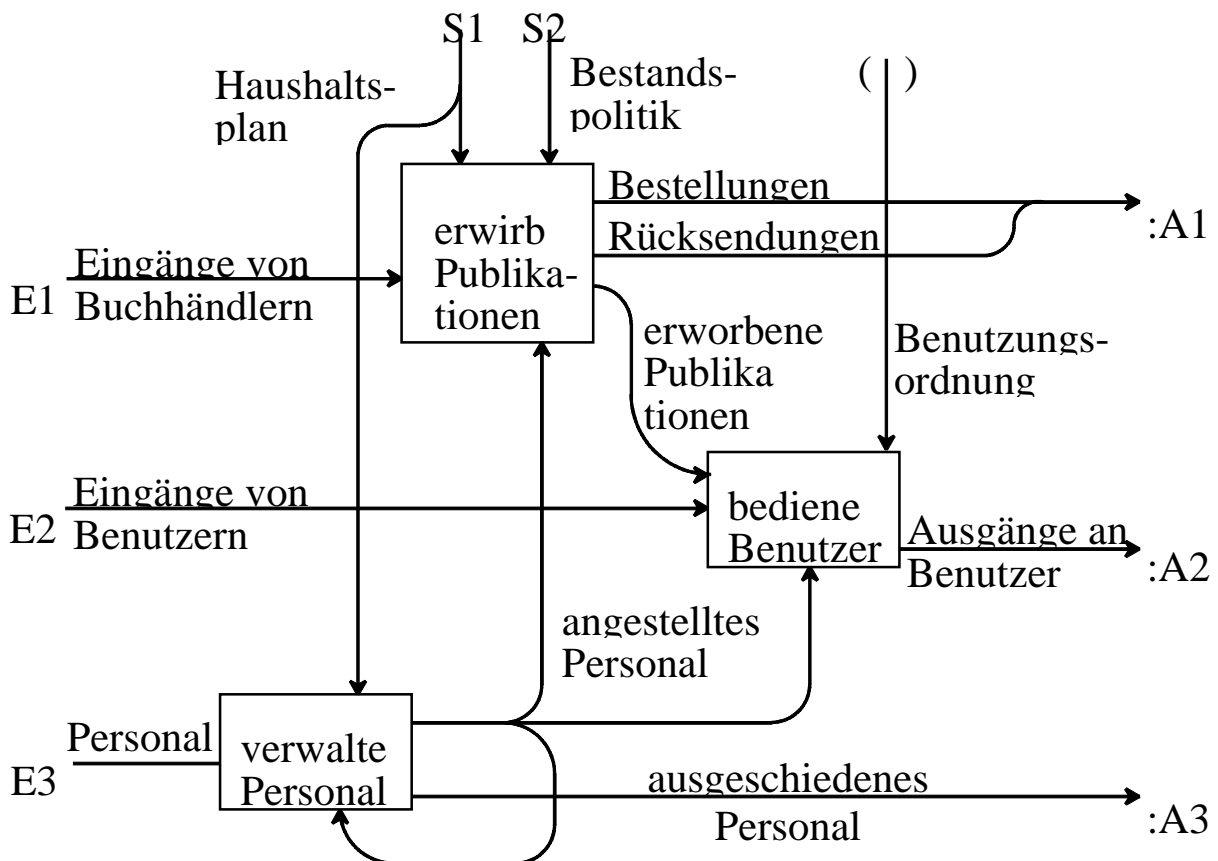 S1 S2
Haushalts-
plan
Bestands-
politik
( )
Bestellungen
Rücksendungen
:A1
erwirb
Publika-
tionen
E1
Eingänge von
Buchhändlern
erworbene
Publika
tionen
Benutzungs-
ordnung
E2
Eingänge von
Benutzern
bediene
Benutzer
Ausgänge an
Benutzer
:A2
angestelltes
Personal
E3
Personal
verwalte
Personal
ausgeschiedenes
Personal
:A3